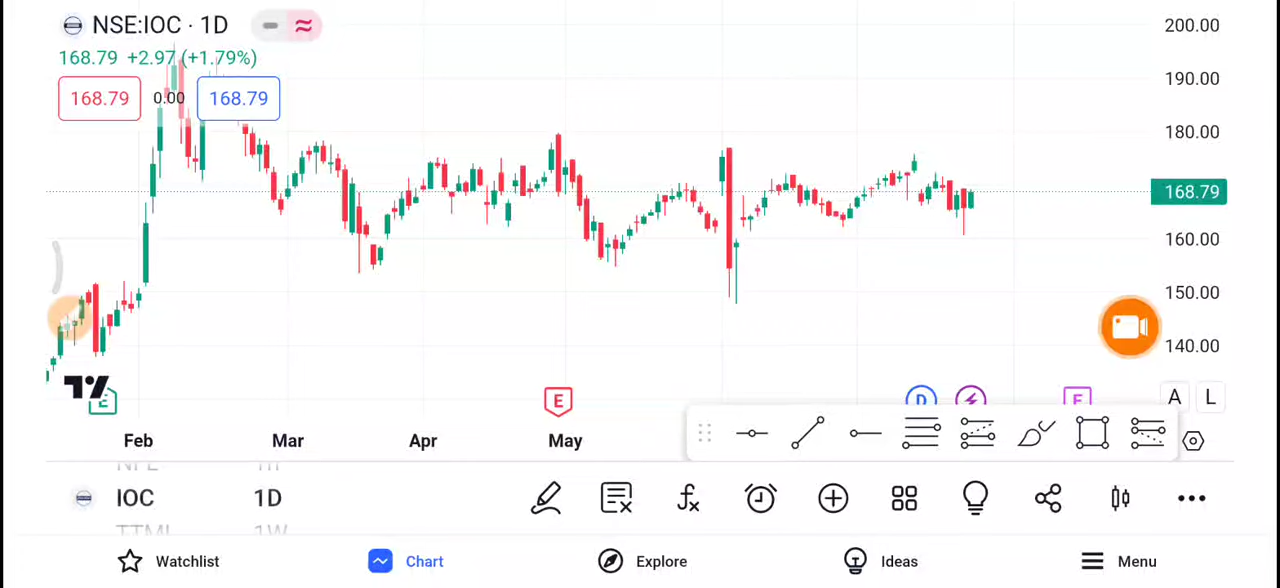 NSE:IOC · 1D
168.79 +2.97 (+1.79%)
168.79 0.00 168.79
200.00
190.00
180.00
168.79
160.00
150.00
140.00
E
E
D
E
A L
Feb Mar Apr May
IOC 1D
TTML 1W
Watchlist Chart Explore Ideas Menu